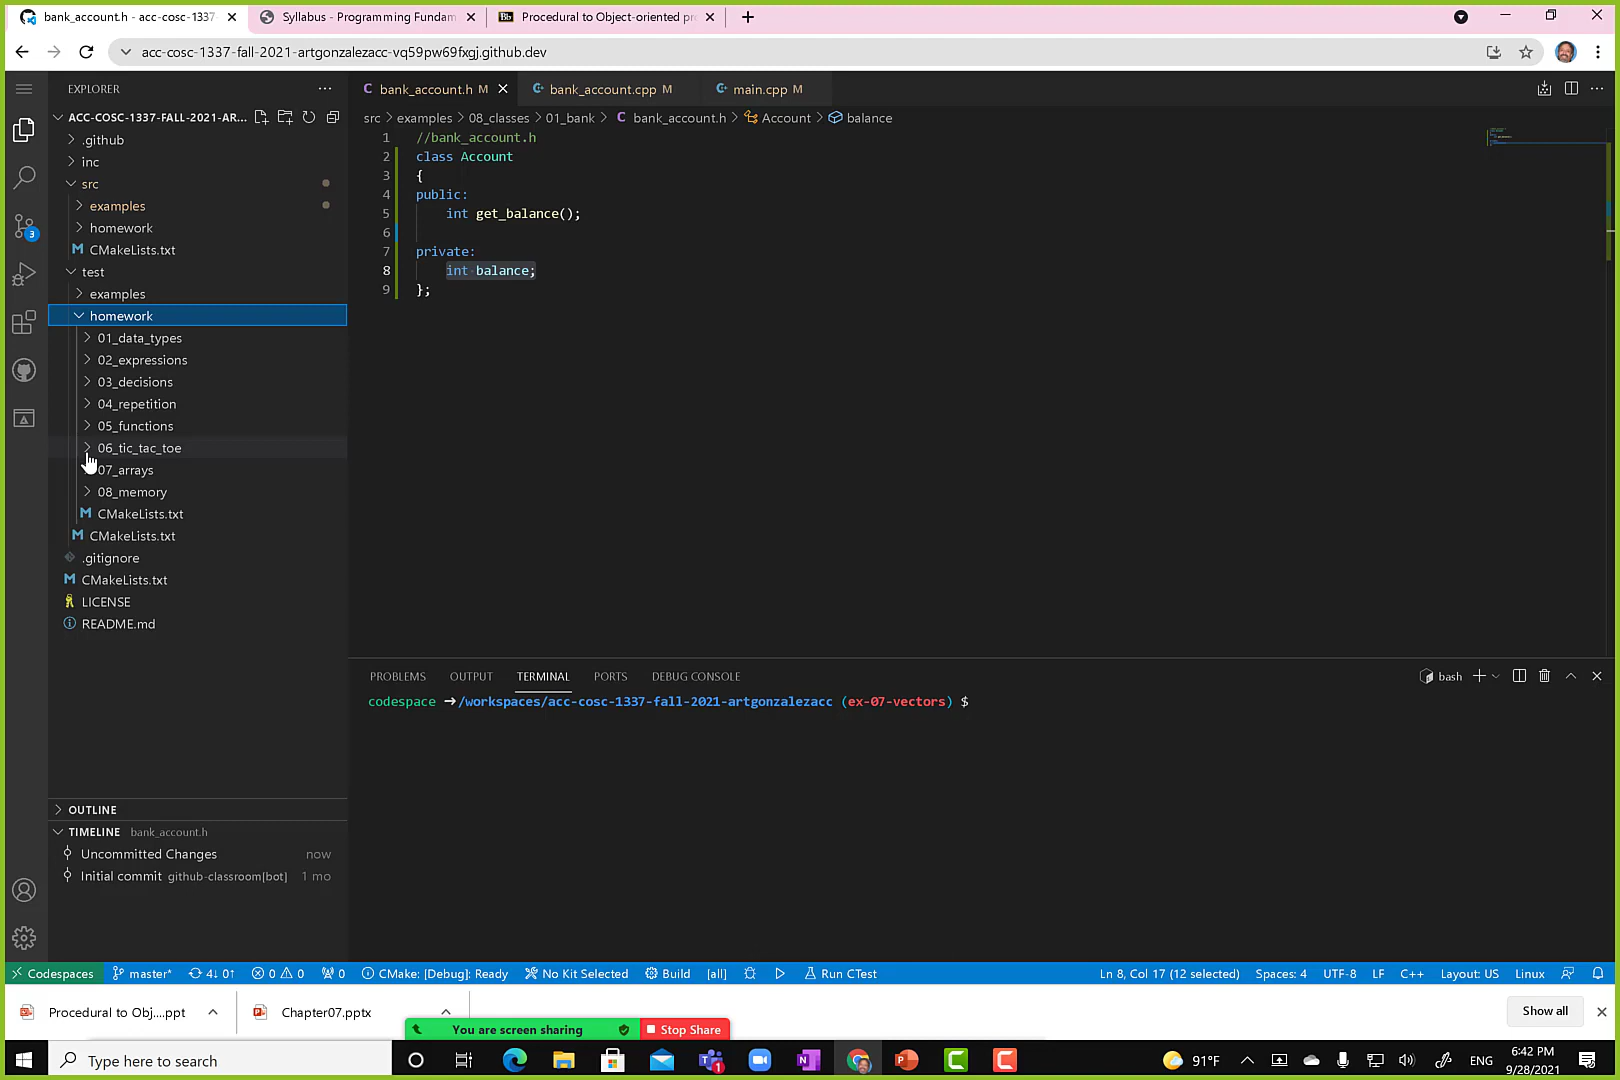 bank_account.h - acc-cosc-1337-
Syllabus - Programming Fundam
Bb
Procedural to Object-oriented pr
acc-cosc-1337-fall-2021-artgonzalezacc-vq59pw69fxgj.github.dev
EXPLORER
ACC-COSC-1337-FALL-2021-AR...
.github
inc
src
examples
homework
CMakeLists.txt
test
examples
homework
01_data_types
02_expressions
03_decisions
04_repetition
05_functions
06_tic_tac_toe
07_arrays
08_memory
CMakeLists.txt
CMakeLists.txt
.gitignore
CMakeLists.txt
LICENSE
README.md
OUTLINE
TIMELINE bank_account.h
Uncommitted Changes now
Initial commit github-classroom[bot] 1 mo
3
bank_account.h M
bank_account.cpp M
main.cpp M
src > examples > 08_classes > 01_bank > C bank_account.h > Account > balance
1 //bank_account.h
2 class Account
3 {
4 public:
5 int get_balance();
6
7 private:
8 int balance;
9 };
PROBLEMS OUTPUT TERMINAL PORTS DEBUG CONSOLE
bash
codespace ➜/workspaces/acc-cosc-1337-fall-2021-artgonzalezacc (ex-07-vectors) $
Codespaces master* 4↓ 0↑ 0 0 0 CMake: [Debug]: Ready No Kit Selected Build [all] Run CTest Ln 8, Col 17 (12 selected) Spaces: 4 UTF-8 LF C++ Layout: US Linux
Procedural to Obj....ppt
Chapter07.pptx
Show all
You are screen sharing
Stop Share
Type here to search
1
91°F
ENG
6:42 PM
9/28/2021